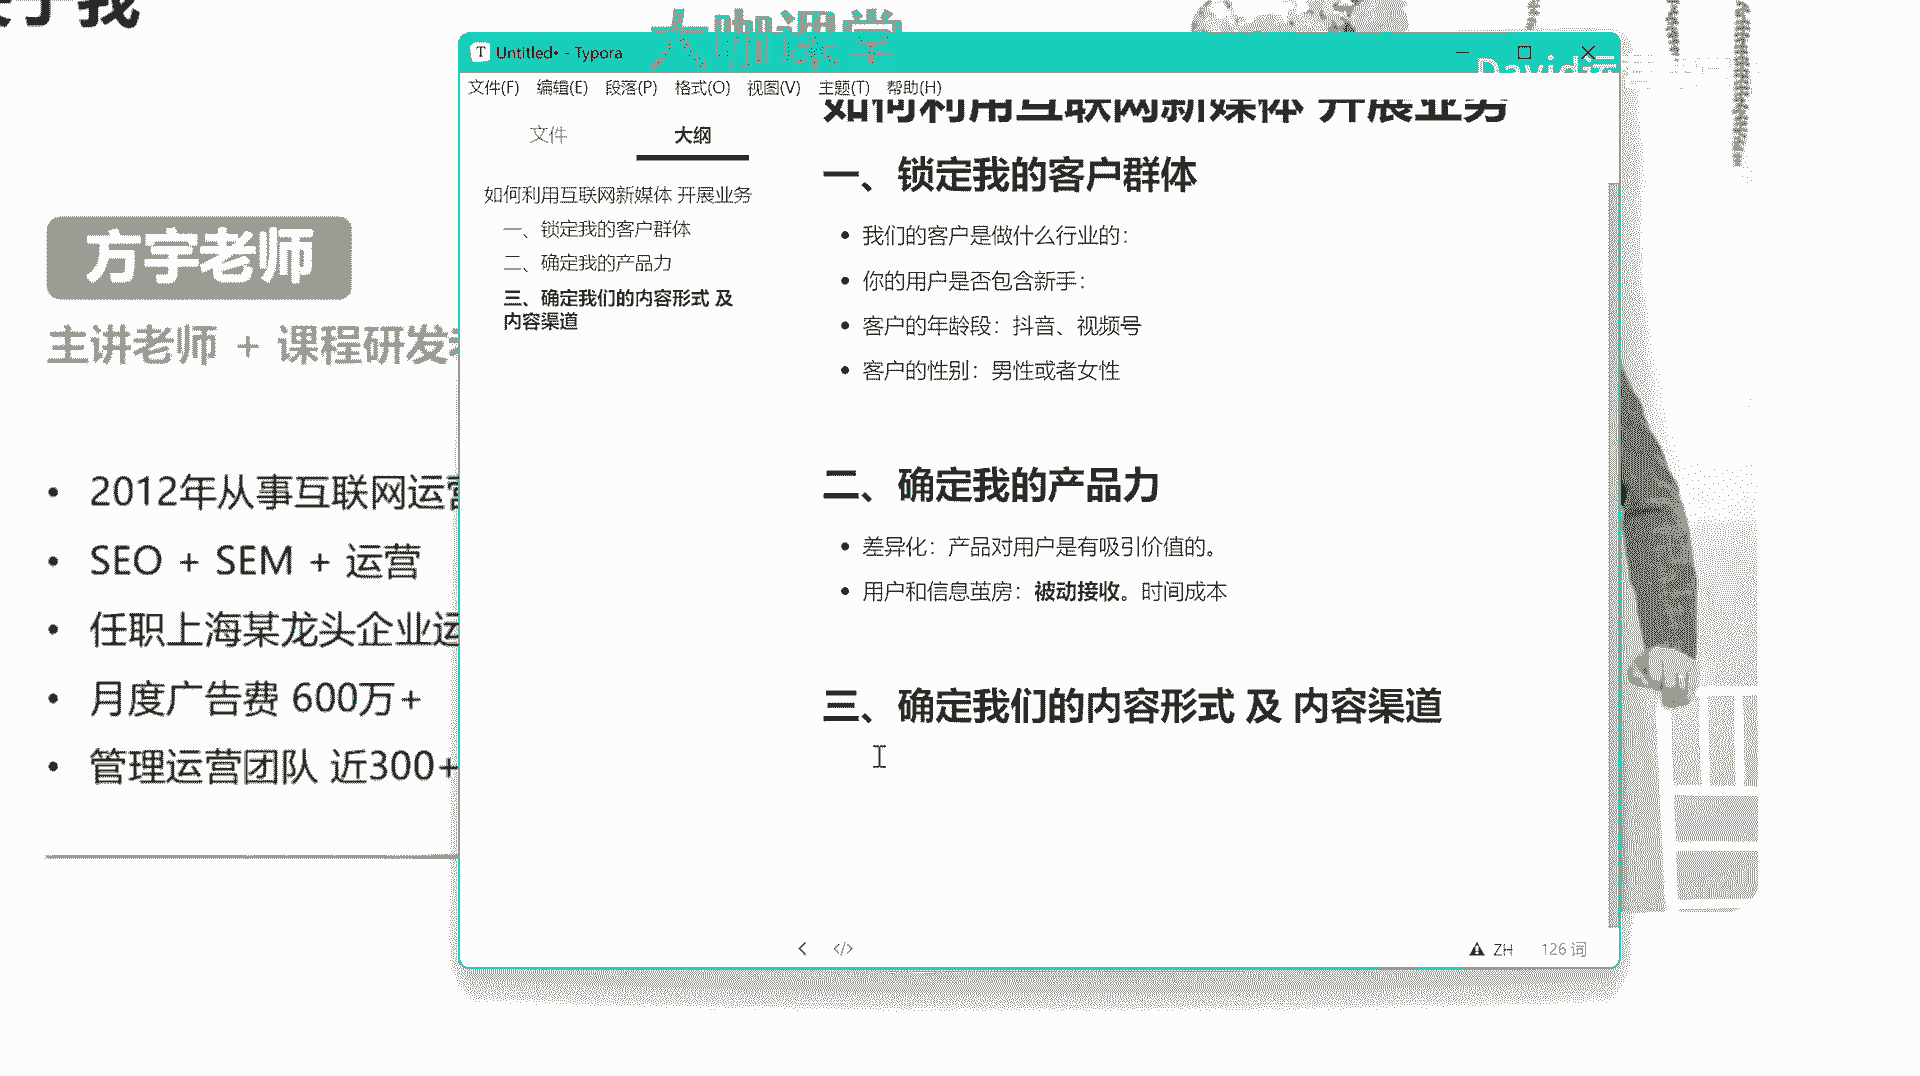 于我
大咖课堂
Untitled• - Typora
David运
文件(F) 编辑(E) 段落(P) 格式(O) 视图(V) 主题(T) 帮助(H)
文件 大纲
如何利用互联网新媒体 开展业务
一、锁定我的客户群体
二、确定我的产品力
三、确定我们的内容形式 及
内容渠道
如何利用互联网新媒体 开展业务
一、锁定我的客户群体
• 我们的客户是做什么行业的：
• 你的用户是否包含新手：
• 客户的年龄段：抖音、视频号
• 客户的性别：男性或者女性
二、确定我的产品力
• 差异化：产品对用户是有吸引价值的。
• 用户和信息茧房：被动接收。时间成本
三、确定我们的内容形式 及 内容渠道
</> ZH 126 词
方宇老师
主讲老师 + 课程研发
• 2012年从事互联网运营
• SEO + SEM + 运营
• 任职上海某龙头企业运
• 月度广告费 600万+
• 管理运营团队 近300+